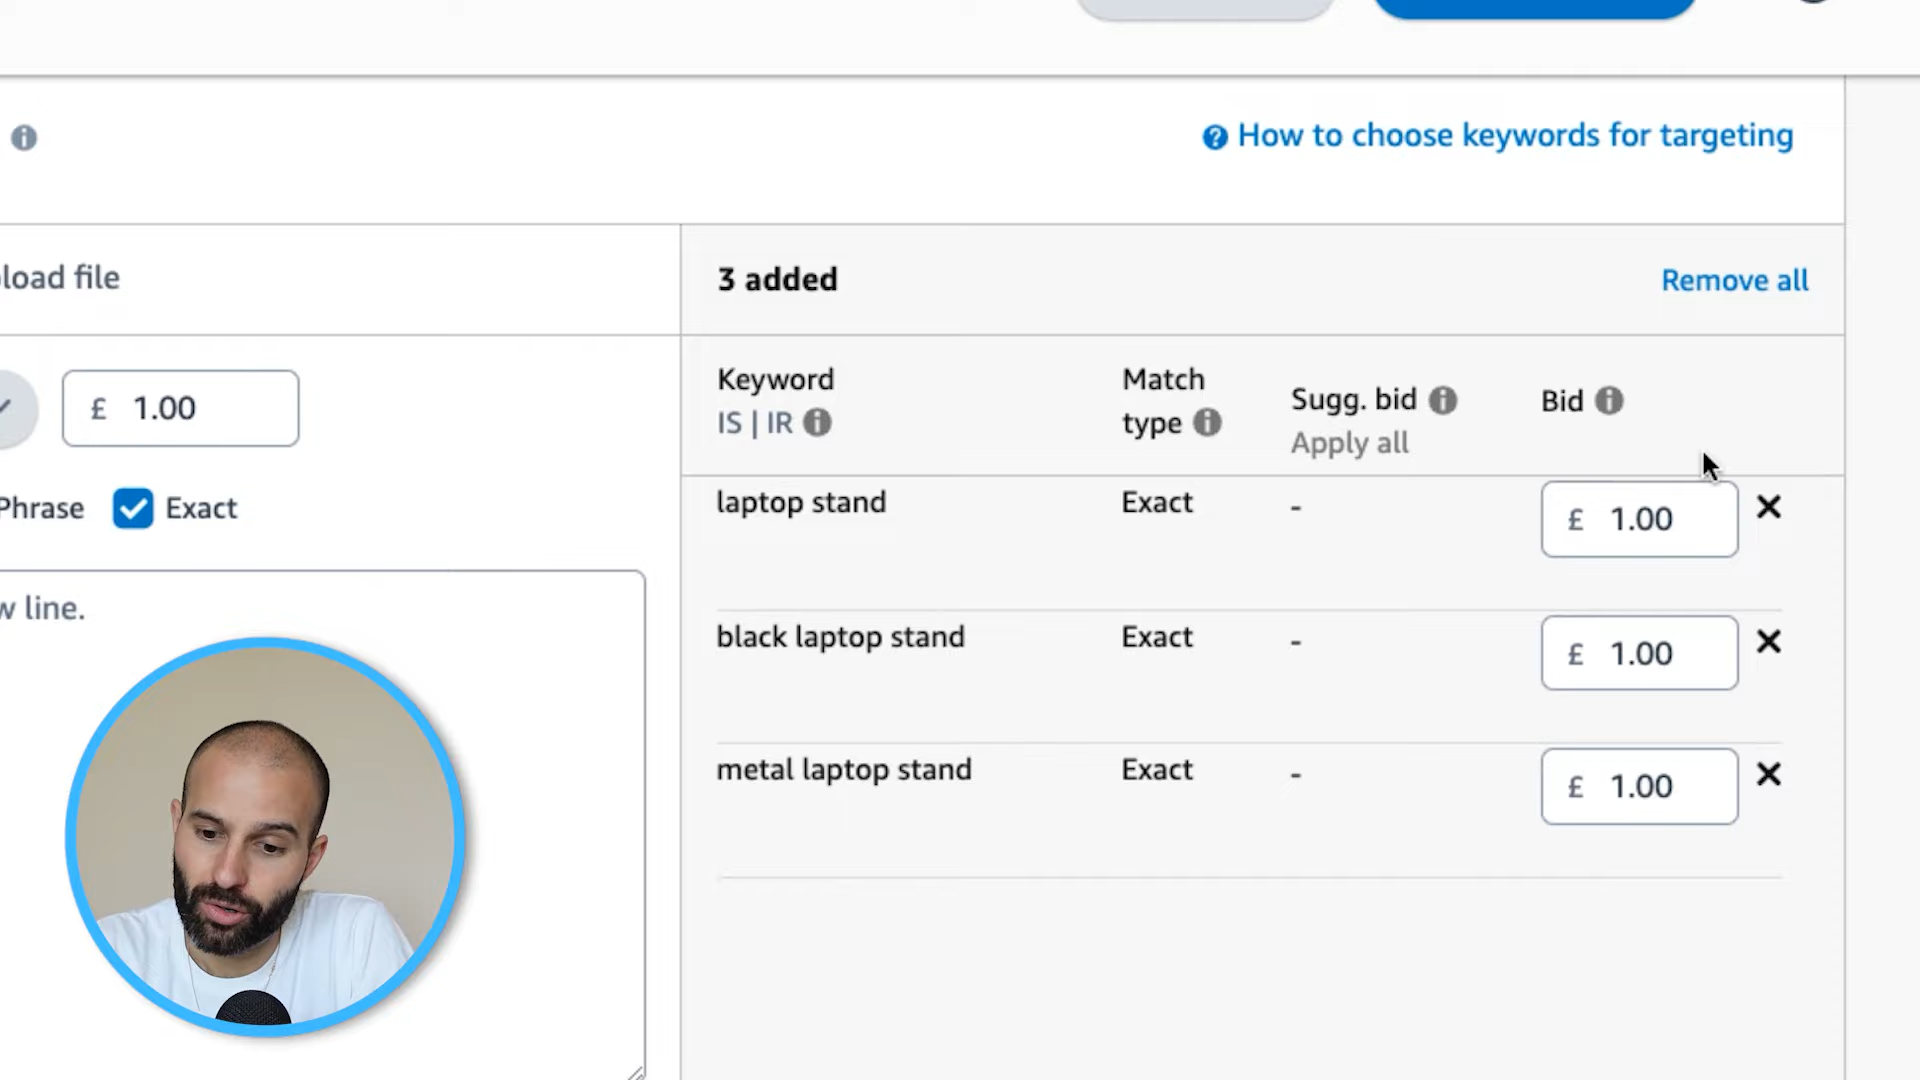 How to choose keywords for targeting
load file
3 added
Remove all
£ 1.00
Keyword
IS | IR
Match
type
Sugg. bid
Apply all
Bid
Phrase
Exact
laptop stand
Exact
-
£ 1.00
w line.
black laptop stand
Exact
-
£ 1.00
metal laptop stand
Exact
-
£ 1.00